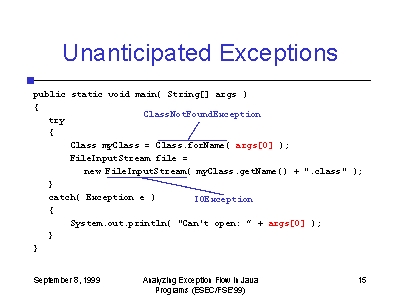 Unanticipated Exceptions
public static void main( String[] args )
{
ClassNotFoundException
try
{
Class myClass = Class.forName( args[0] );
FileInputStream file =
new FileInputStream( myClass.getName() + ".class" );
}
catch( Exception e )
IOException
{
System.out.println( "Can't open: " + args[0] );
}
}
September 8, 1999
Analyzing Exception Flow in Java
Programs (ESEC/FSE'99)
15